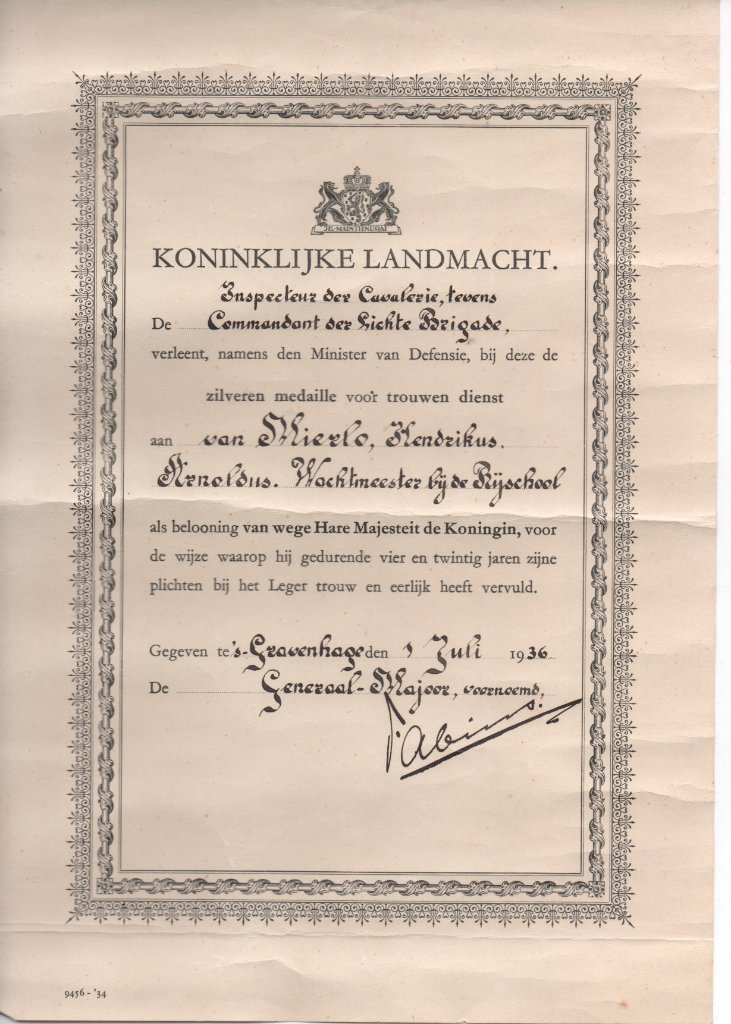 JE MAINTIENDRAI
KONINKLIJKE LANDMACHT.
Inspecteur der Cavalerie, tevens
De Commandant der Lichte Brigade,
verleent, namens den Minister van Defensie, bij deze de
zilveren medaille voor trouwen dienst
aan van Mierlo, Hendrikus.
Arnoldus. Wachtmeester bij de Rijschool
als belooning van wege Hare Majesteit de Koningin, voor
de wijze waarop hij gedurende vier en twintig jaren zijne
plichten bij het Leger trouw en eerlijk heeft vervuld.
Gegeven te 's-Gravenhage den 1 Juli 1936
De Generaal-Majoor, voornoemd,
9456-'34